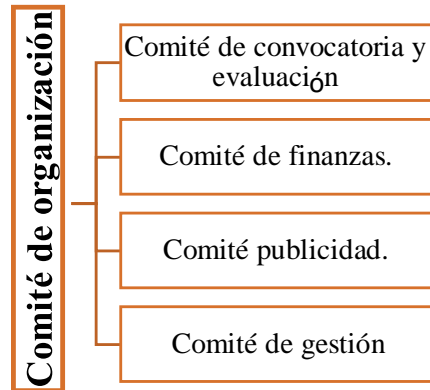 Comité de organización
Comité de convocatoria y
evaluación
Comité de finanzas.
Comité publicidad.
Comité de gestión